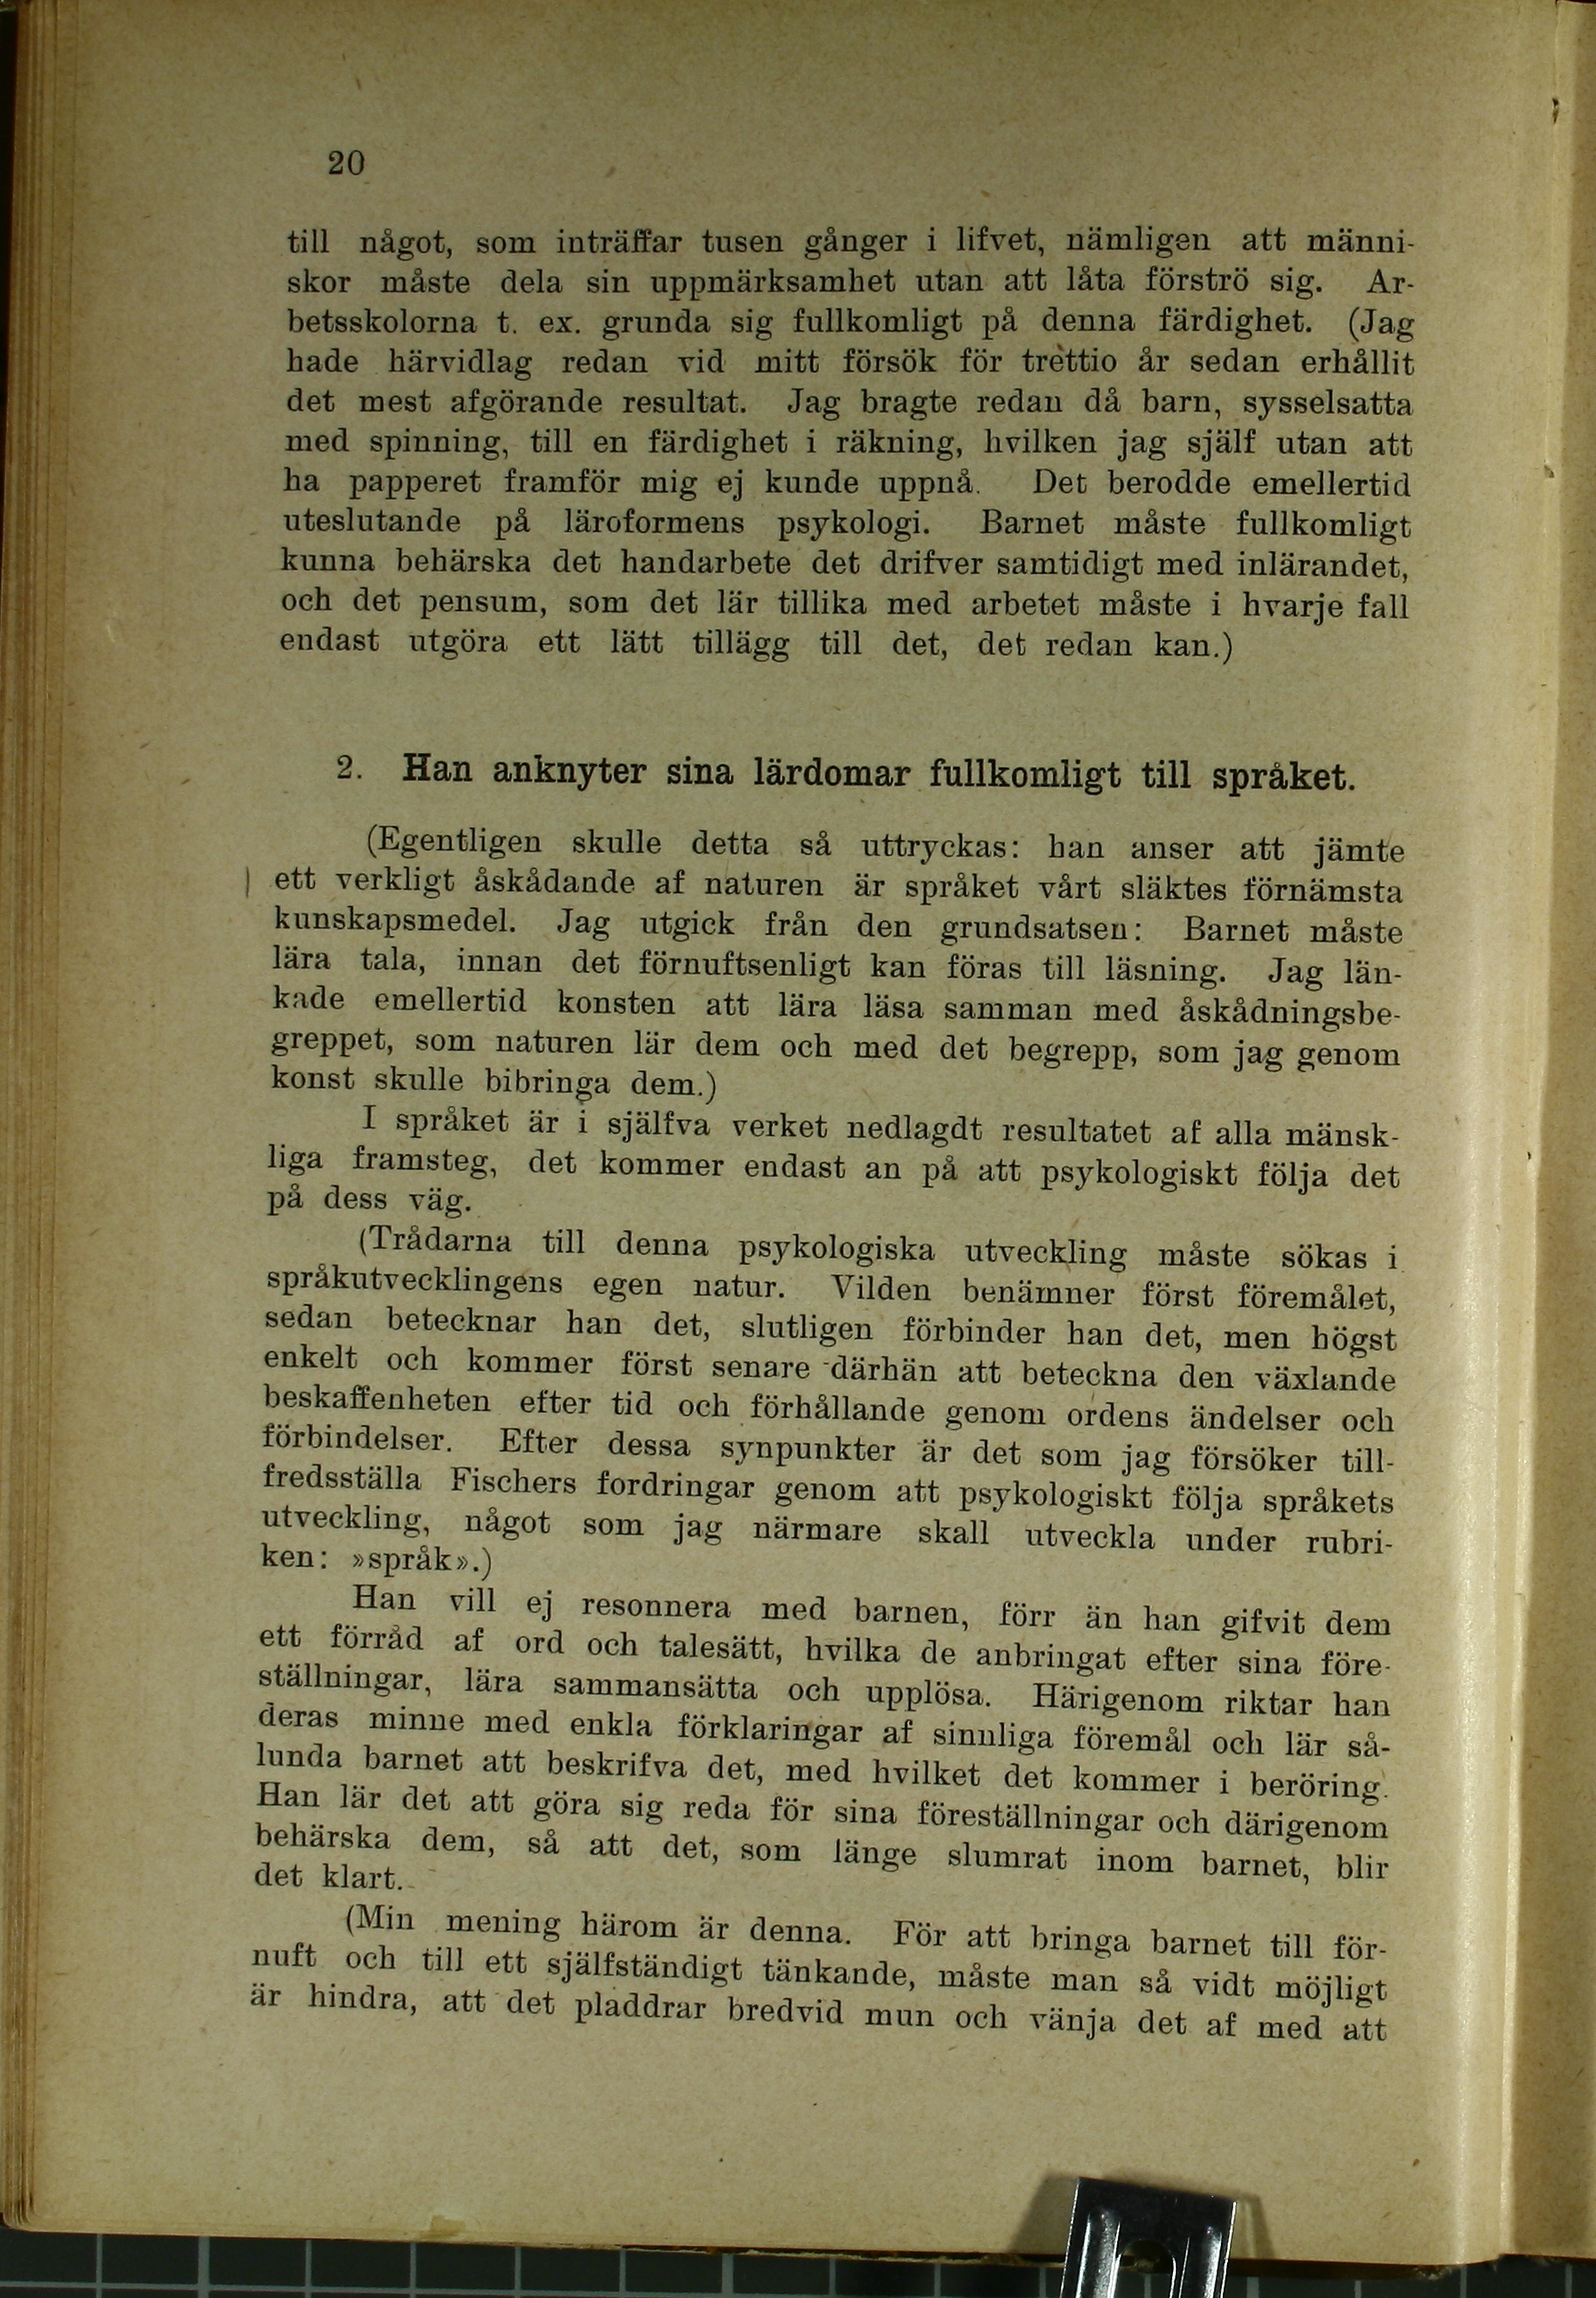 20
till något, som inträffar tusen gånger i lifvet, nämligen att männi-
skor måste dela sin uppmärksamhet utan att låta förströ sig. Ar-
betsskolorna t. ex. grunda sig fullkomligt på denna färdighet. (Jag
hade härvidlag redan vid mitt försök för trettio år sedan erhållit
det mest afgörande resultat. Jag bragte redan då barn, sysselsatta
med spinning, till en färdighet i räkning, hvilken jag själf utan att
ha papperet framför mig ej kunde uppnå. Det berodde emellertid
uteslutande på läroformens psykologi. Barnet måste fullkomligt
kunna behärska det handarbete det drifver samtidigt med inlärandet,
och det pensum, som det lär tillika med arbetet måste i hvarje fall
endast utgöra ett lätt tillägg till det, det redan kan.)
2. Han anknyter sina lärdomar fullkomligt till språket.
(Egentligen skulle detta så uttryckas: han anser att jämte
ett verkligt åskådande af naturen är språket vårt släktes förnämsta
kunskapsmedel. Jag utgick från den grundsatsen: Barnet måste
lära tala, innan det förnuftsenligt kan föras till läsning. Jag län-
kade emellertid konsten att lära läsa samman med åskådningsbe-
greppet, som naturen lär dem och med det begrepp, som jag genom
konst skulle bibringa dem.)
I språket är i själfva verket nedlagdt resultatet af alla mänsk-
liga framsteg, det kommer endast an på att psykologiskt följa det
på dess väg.
(Trådarna till denna psykologiska utveckling måste sökas i
språkutvecklingens egen natur. Vilden benämner först föremålet,
sedan betecknar han det, slutligen förbinder han det, men högst
enkelt och kommer först senare därhän att beteckna den växlande
beskaffenheten efter tid och förhållande genom ordens ändelser och
förbindelser. Efter dessa synpunkter är det som jag försöker till-
fredsställa Fischers fordringar genom att psykologiskt följa språkets
utveckling, något som jag närmare skall utveckla under rubri-
ken: »språk».)
Han vill ej resonnera med barnen, förr än han gifvit dem
ett förråd af ord och talesätt, hvilka de anbringat efter sina före-
ställningar, lära sammansätta och upplösa. Härigenom riktar han
deras minne med enkla förklaringar af sinnliga föremål och lär så-
lunda barnet att beskrifva det, med hvilket det kommer i beröring.
Han lär det att göra sig reda för sina föreställningar och därigenom
behärska dem, så att det, som länge slumrat inom barnet, blir
det klart.
(Min mening härom är denna. För att bringa barnet till för-
nuft och till ett själfständigt tänkande, måste man så vidt möjligt
är hindra, att det pladdrar bredvid mun och vänja det af med att